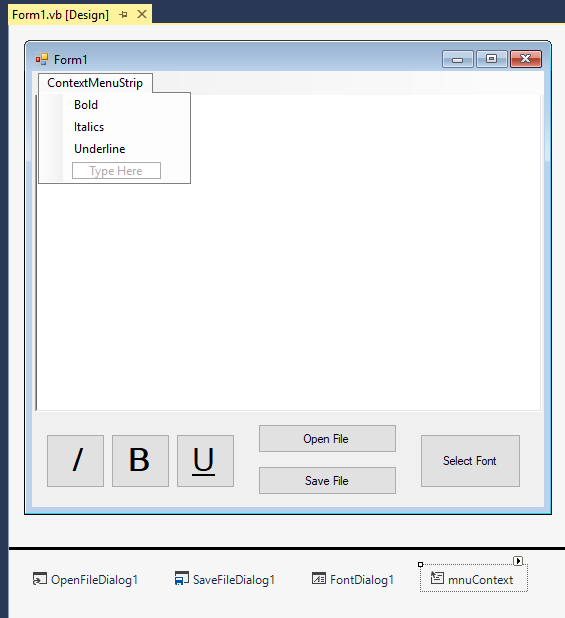 Form1.vb [Design]
Form1
ContextMenuStrip
Bold
Italics
Underline
Type Here
I B U
Open File
Save File
Select Font
OpenFileDialog1 SaveFileDialog1 FontDialog1 mnuContext